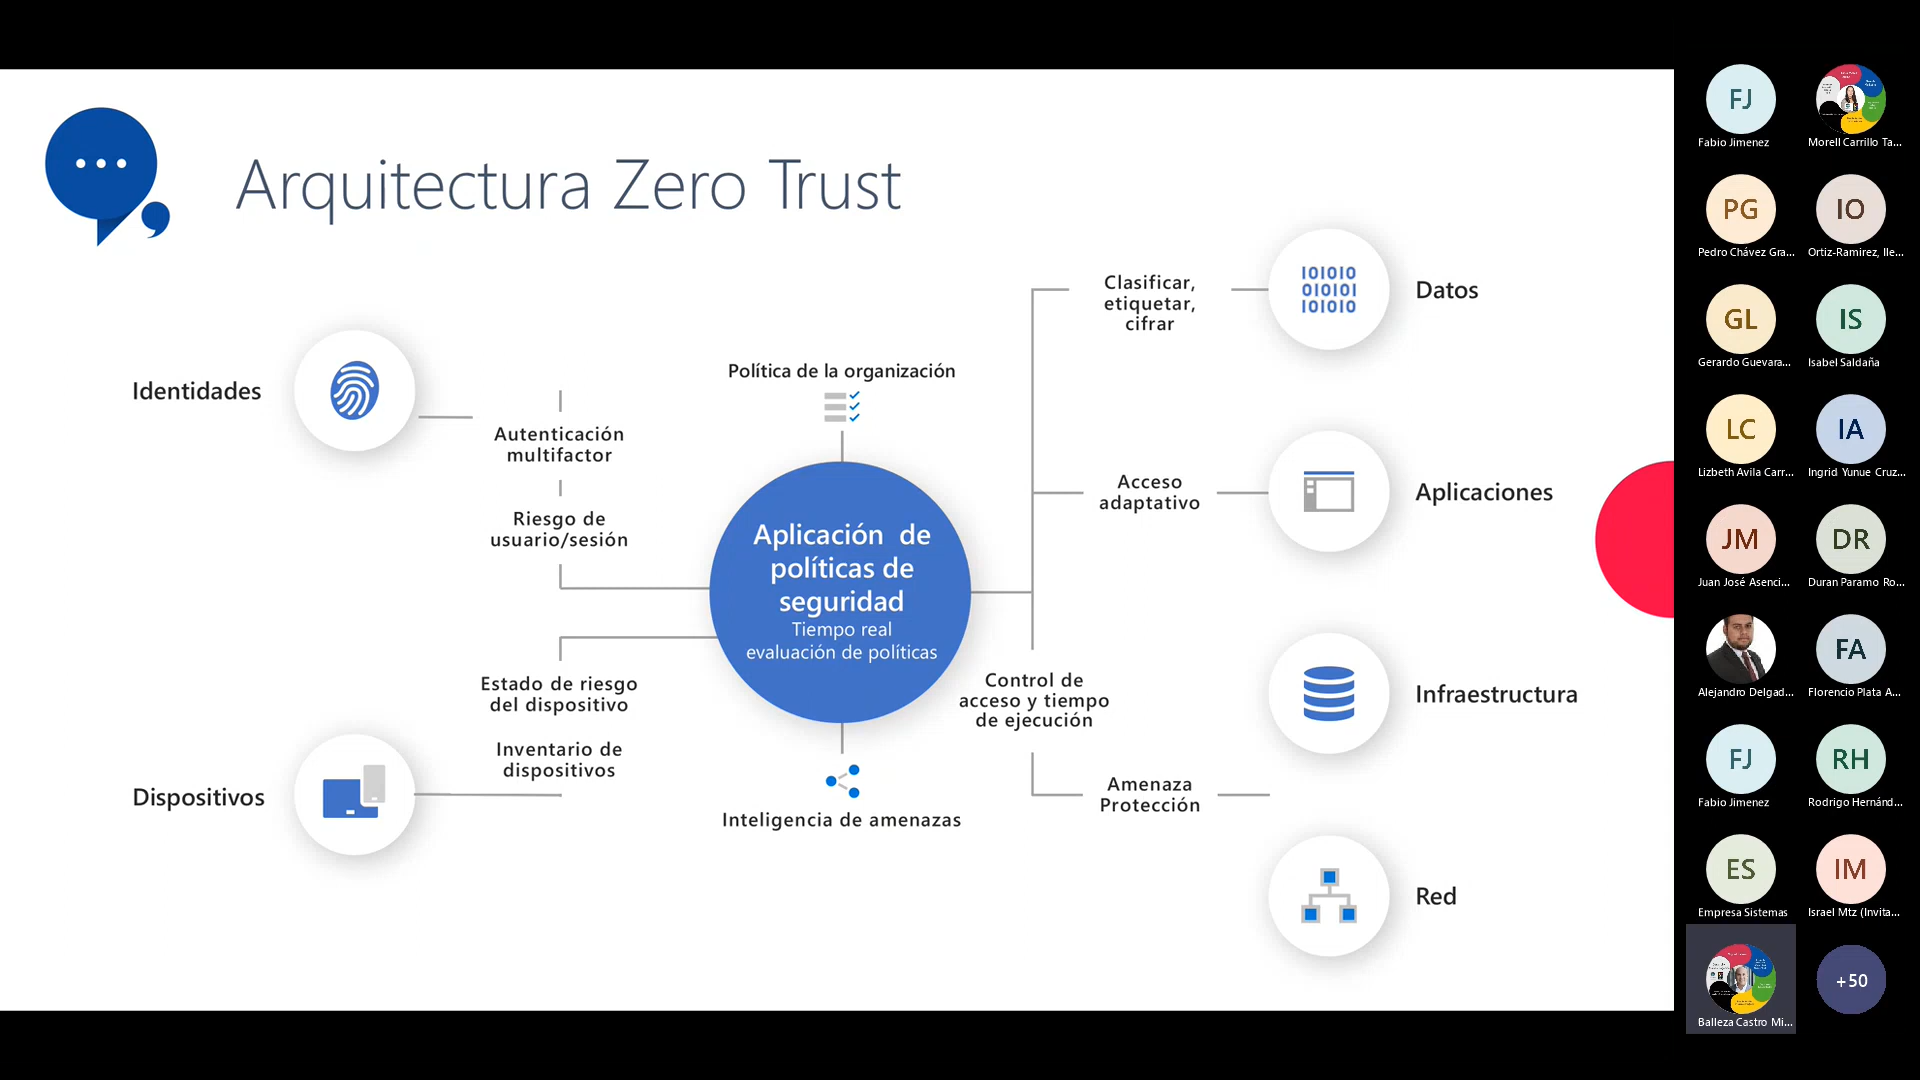 Arquitectura Zero Trust
Identidades
Autenticación
multifactor
Riesgo de
usuario/sesión
Estado de riesgo
del dispositivo
Inventario de
dispositivos
Dispositivos
Política de la organización
Aplicación de
políticas de
seguridad
Tiempo real
evaluación de políticas
Inteligencia de amenazas
Clasificar,
etiquetar,
cifrar
101010
010101
101010
Datos
Acceso
adaptativo
Aplicaciones
Control de
acceso y tiempo
de ejecución
Infraestructura
Amenaza
Protección
Red
FJ
Fabio Jimenez
Morell Carrillo Ta...
PG
Pedro Chávez Gra...
IO
Ortiz-Ramirez, Ile...
GL
Gerardo Guevara...
IS
Isabel Saldaña
LC
Lizbeth Avila Carr...
IA
Ingrid Yunue Cruz...
JM
Juan José Asenci...
DR
Duran Paramo Ro...
Alejandro Delgad...
FA
Florencio Plata A...
FJ
Fabio Jimenez
RH
Rodrigo Hernánd...
ES
Empresa Sistemas
IM
Israel Mtz (Invita...
Balleza Castro Mi...
+50